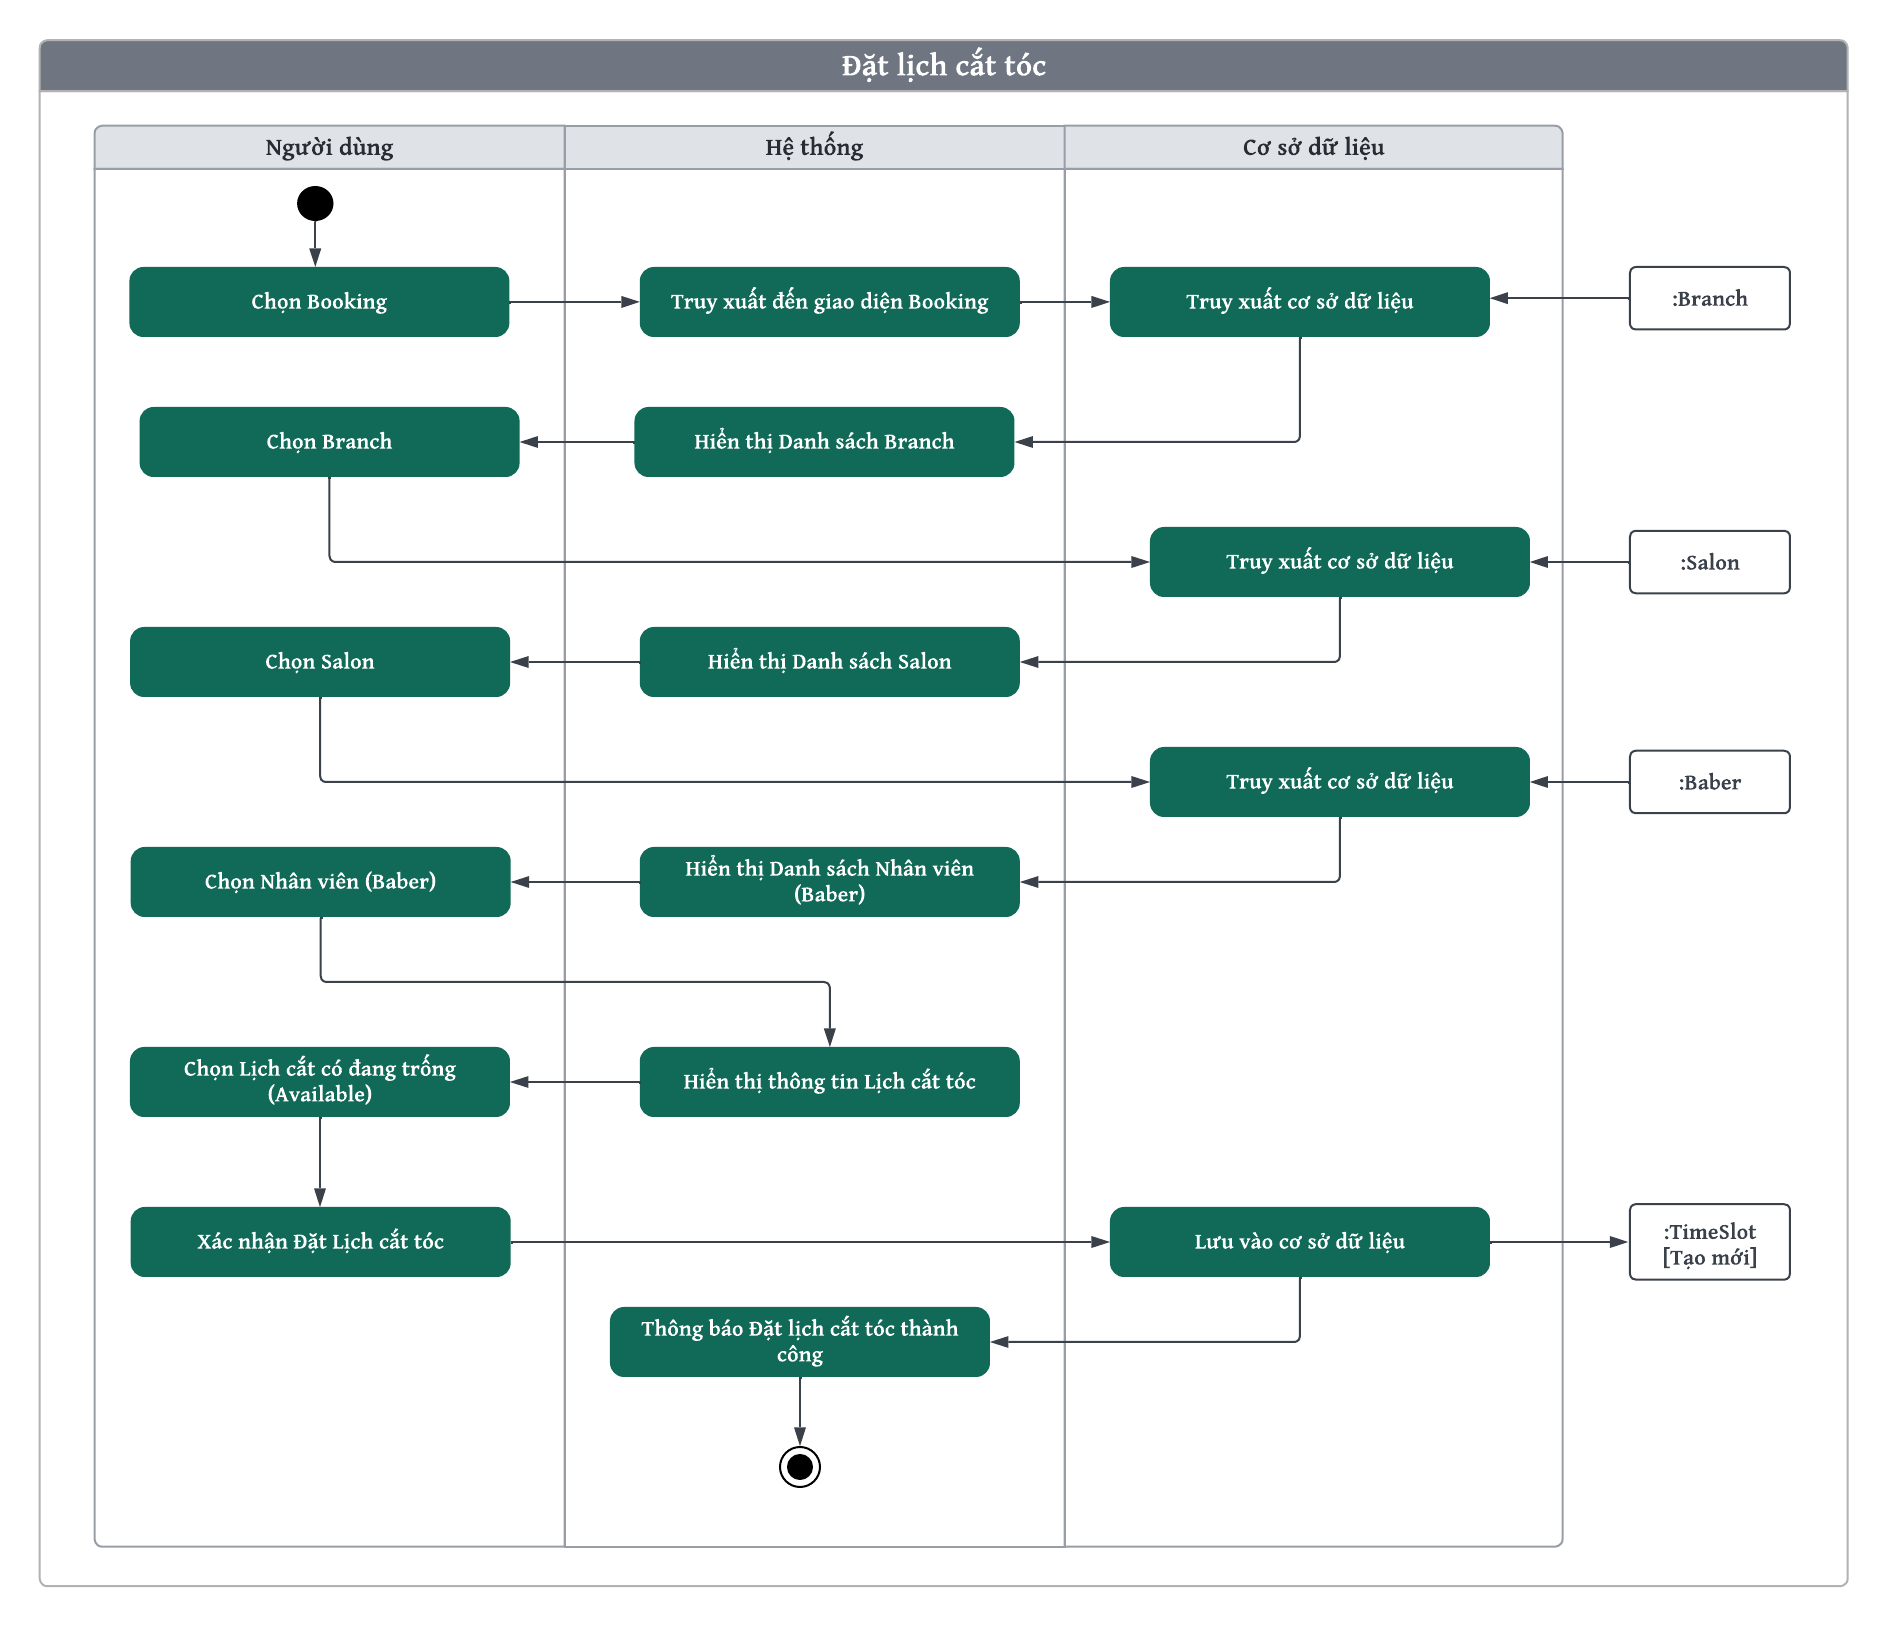 Đặt lịch cắt tóc
Người dùng
Hệ thống
Cơ sở dữ liệu
Chọn Booking
Truy xuất đến giao diện Booking
Truy xuất cơ sở dữ liệu
:Branch
Chọn Branch
Hiển thị Danh sách Branch
Truy xuất cơ sở dữ liệu
:Salon
Chọn Salon
Hiển thị Danh sách Salon
Truy xuất cơ sở dữ liệu
:Baber
Chọn Nhân viên (Baber)
Hiển thị Danh sách Nhân viên
(Baber)
Chọn Lịch cắt có đang trống
(Available)
Hiển thị thông tin Lịch cắt tóc
Xác nhận Đặt Lịch cắt tóc
Lưu vào cơ sở dữ liệu
:TimeSlot
[Tạo mới]
Thông báo Đặt lịch cắt tóc thành
công